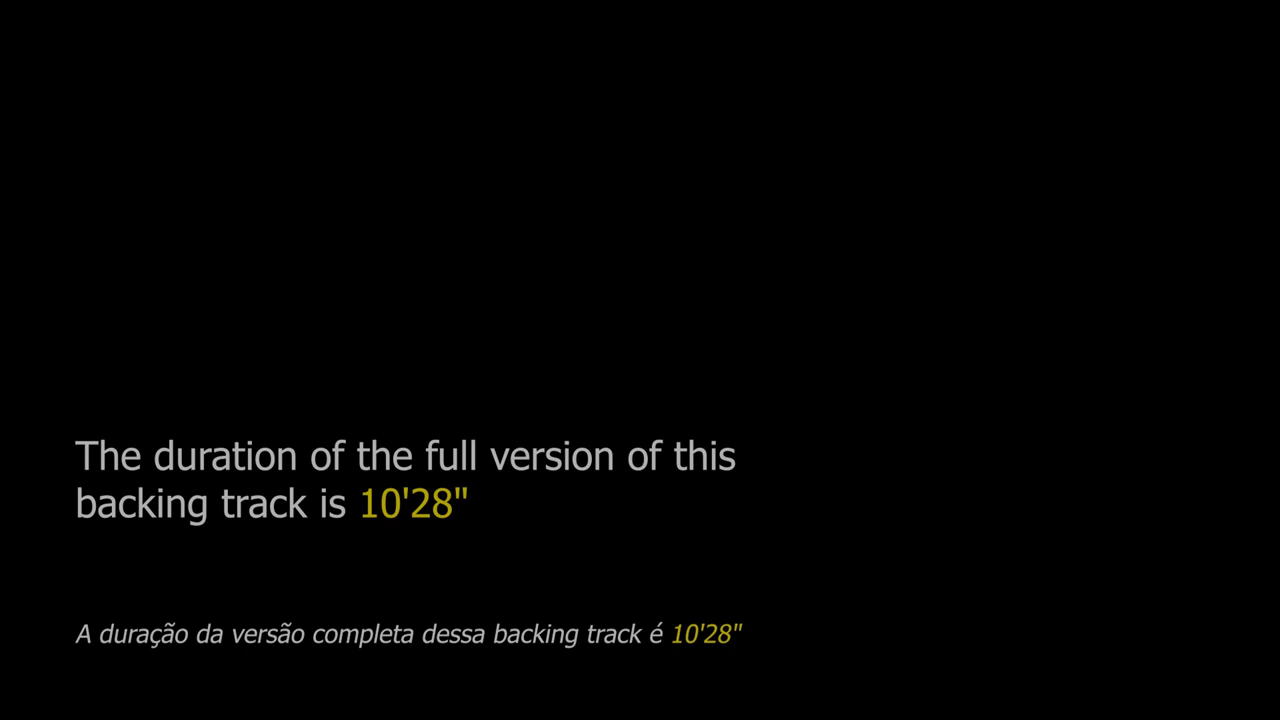 The duration of the full version of this
backing track is 10'28"
A duração da versão completa dessa backing track é 10'28"